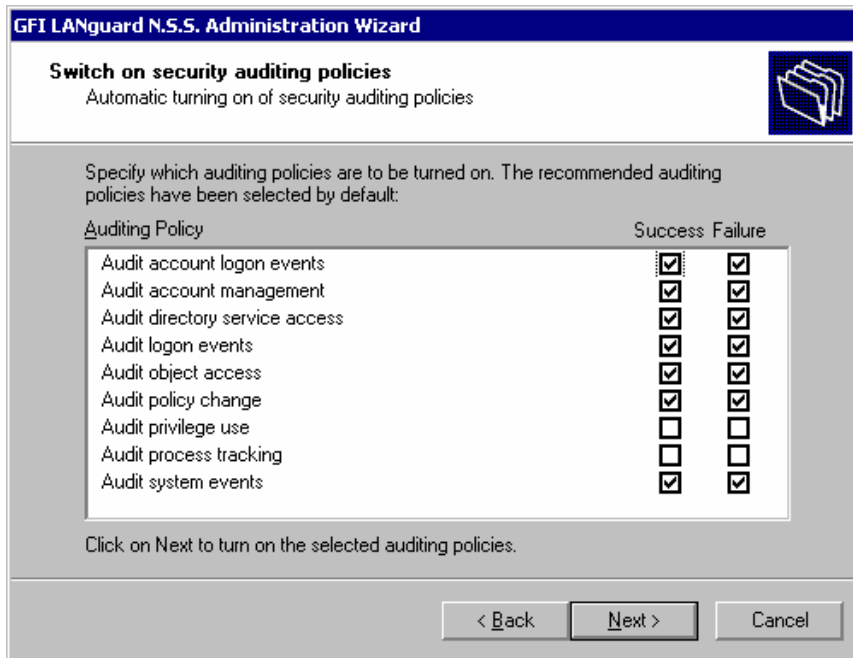 GFI LANguard N.S.S. Administration Wizard
Switch on security auditing policies
Automatic turning on of security auditing policies
Specify which auditing policies are to be turned on. The recommended auditing
policies have been selected by default:
Auditing Policy Success Failure
Audit account logon events
Audit account management
Audit directory service access
Audit logon events
Audit object access
Audit policy change
Audit privilege use
Audit process tracking
Audit system events
Click on Next to turn on the selected auditing policies.
< Back Next > Cancel